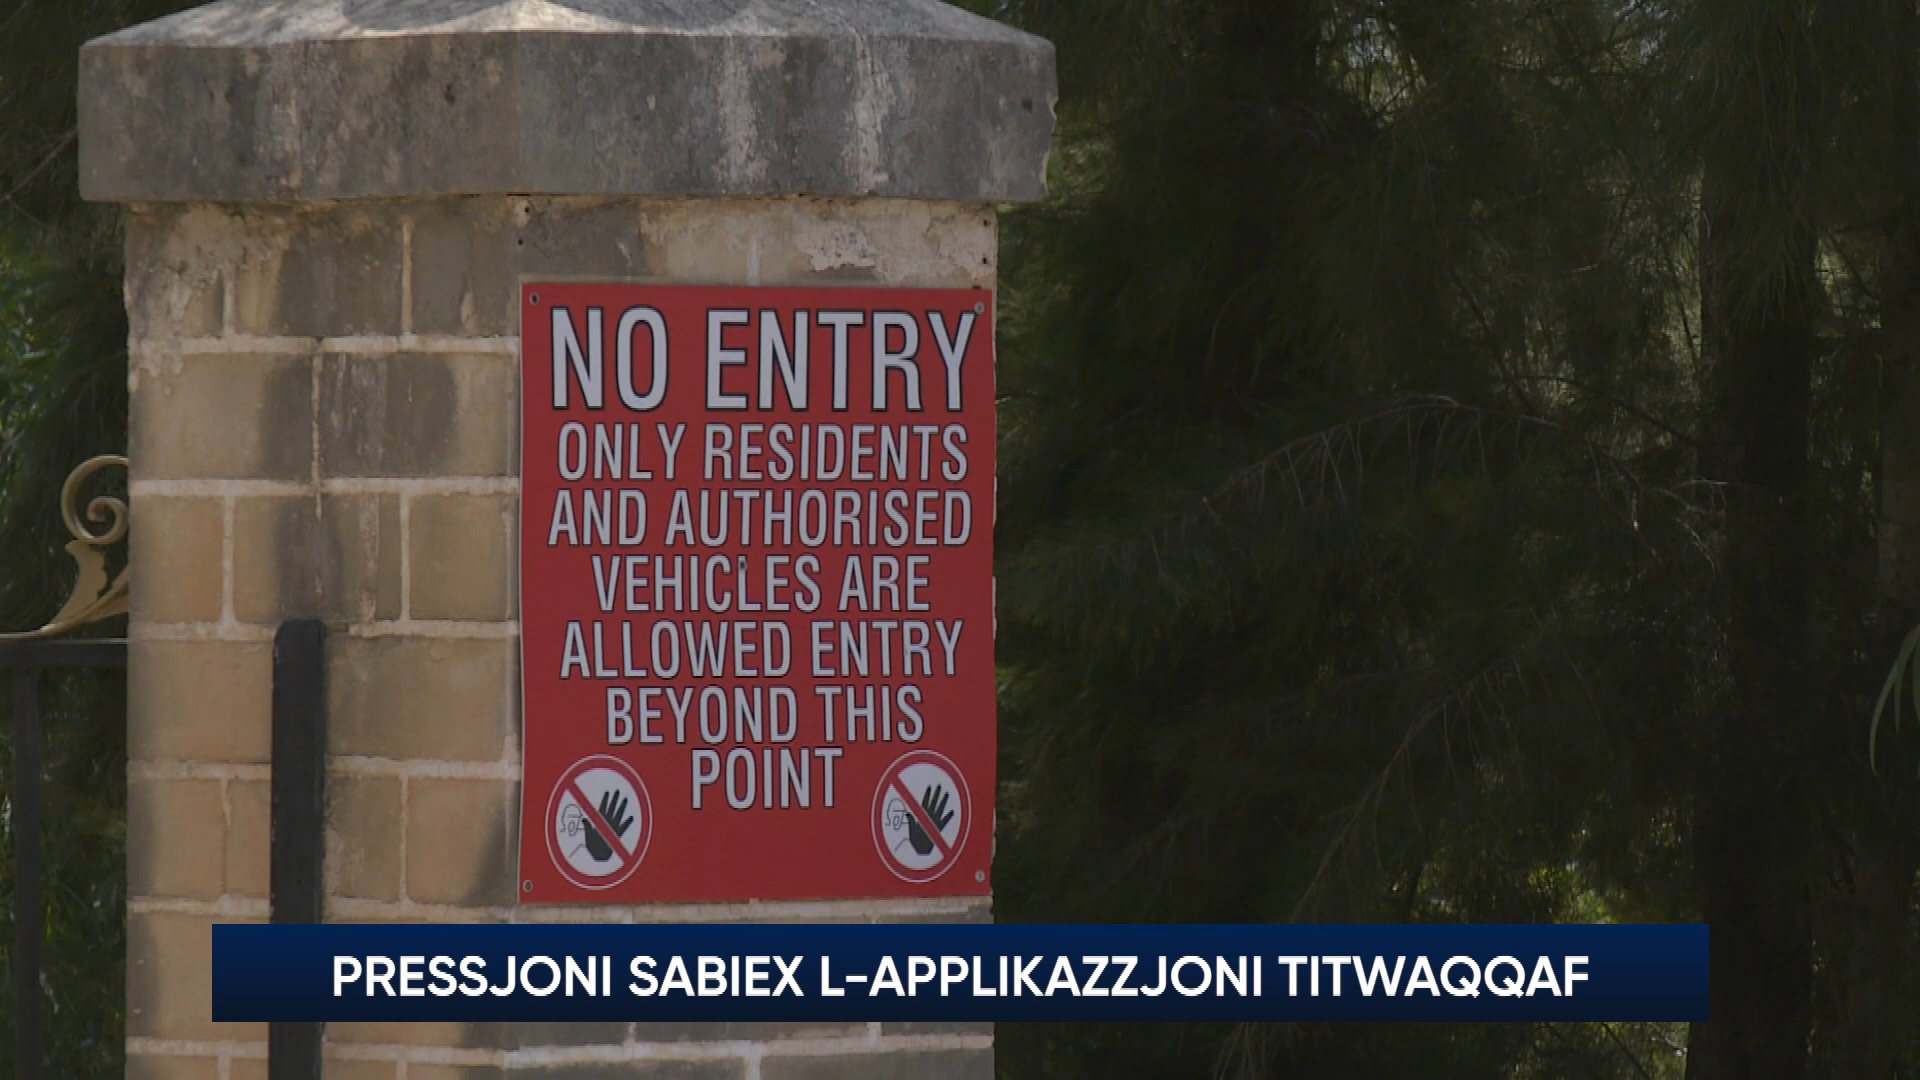 NO ENTRY
ONLY RESIDENTS
AND AUTHORISED
VEHICLES ARE
ALLOWED ENTRY
BEYOND THIS
POINT
PRESSJONI SABIEX L-APPLIKAZZJONI TITWAQQAF